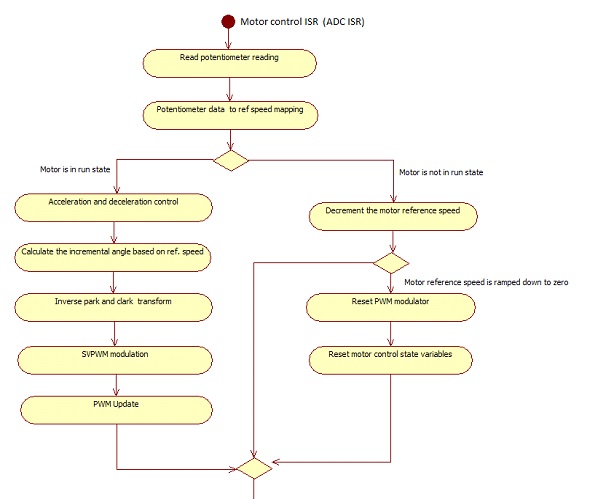 Motor control ISR (ADC ISR)
Read potentiometer reading
Potentiometer data to ref speed mapping
Motor is in run state
Motor is not in run state
Acceleration and deceleration control
Decrement the motor reference speed
Calculate the incremental angle based on ref. speed
Motor reference speed is ramped down to zero
Inverse park and clark transform
Reset PWM modulator
SVPWM modulation
Reset motor control state variables
PWM Update